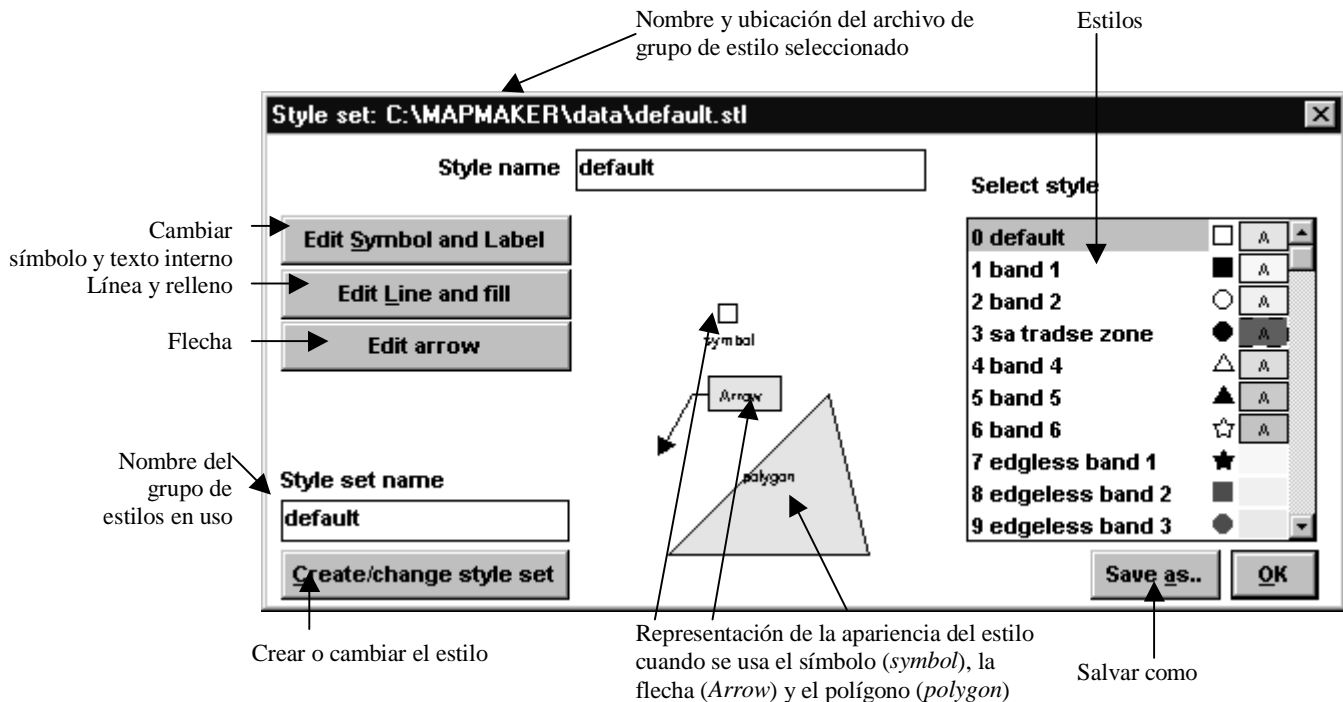 Nombre y ubicación del archivo de
grupo de estilo seleccionado
Estilos
Style set: C:\MAPMAKER\data\default.stl
Style name
default
Select style
Cambiar
símbolo y texto interno
Línea y relleno
Flecha
Edit Symbol and Label
Edit Line and fill
Edit arrow
symbol
Arrow
polygon
0 default A
1 band 1 A
2 band 2 A
3 sa tradse zone A
4 band 4 A
5 band 5 A
6 band 6 A
7 edgless band 1
8 edgeless band 2
9 edgeless band 3
Nombre del
grupo de
estilos en uso
Style set name
default
Create/change style set
Save as..
OK
Crear o cambiar el estilo
Representación de la apariencia del estilo
cuando se usa el símbolo (symbol), la
flecha (Arrow) y el polígono (polygon)
Salvar como